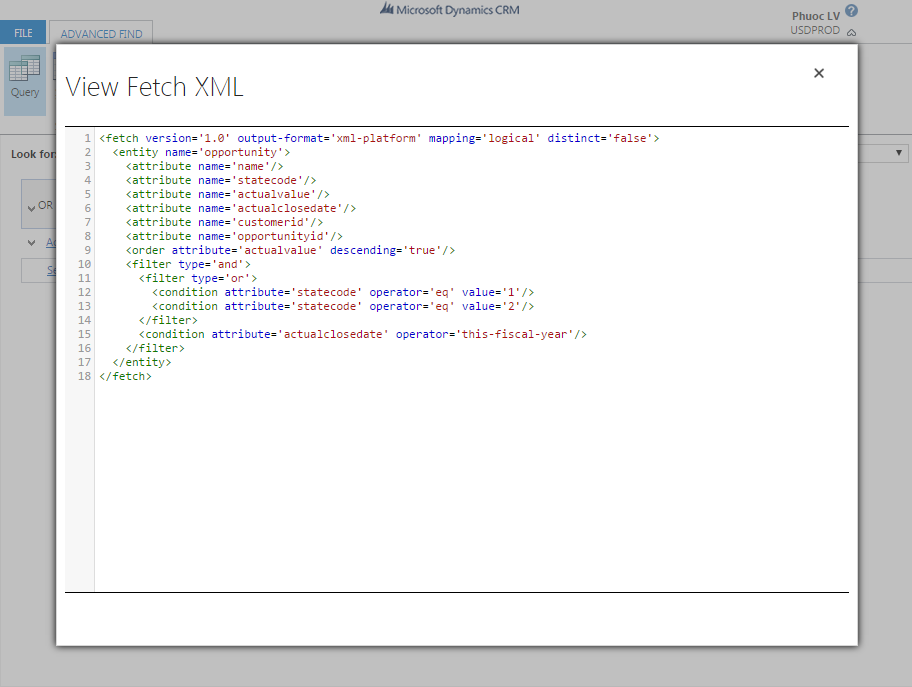 Microsoft Dynamics CRM
Phuoc LV
USDPROD
FILE
ADVANCED FIND
Query
Look for:
OR
View Fetch XML
1 <fetch version='1.0' output-format='xml-platform' mapping='logical' distinct='false'>
2   <entity name='opportunity'>
3     <attribute name='name'/>
4     <attribute name='statecode'/>
5     <attribute name='actualvalue'/>
6     <attribute name='actualclosedate'/>
7     <attribute name='customerid'/>
8     <attribute name='opportunityid'/>
9     <order attribute='actualvalue' descending='true'/>
10     <filter type='and'>
11       <filter type='or'>
12         <condition attribute='statecode' operator='eq' value='1'/>
13         <condition attribute='statecode' operator='eq' value='2'/>
14       </filter>
15       <condition attribute='actualclosedate' operator='this-fiscal-year'/>
16     </filter>
17   </entity>
18 </fetch>